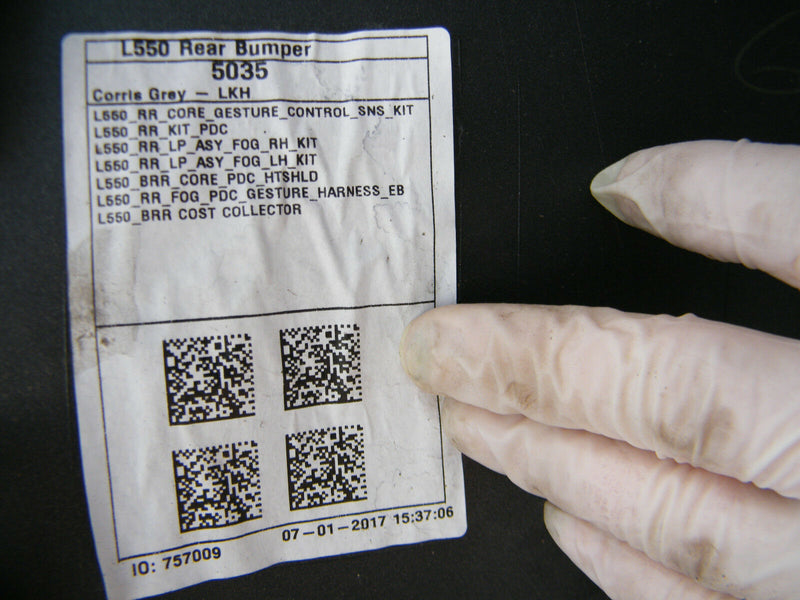 L550 Rear Bumper
5035
Corris Grey — LKH
L550_RR_CORE_GESTURE_CONTROL_SNS_KIT
L550_RR_KIT_PDC
L550_RR_LP_ASY_FOG_RH_KIT
L550_RR_LP_ASY_FOG_LH_KIT
L550_BRR_CORE_PDC_HTSHLD
L550_RR_FOG_PDC_GESTURE_HARNESS_EB
L550_BRR COST COLLECTOR
IO: 757009
07-01-2017 15:37:06